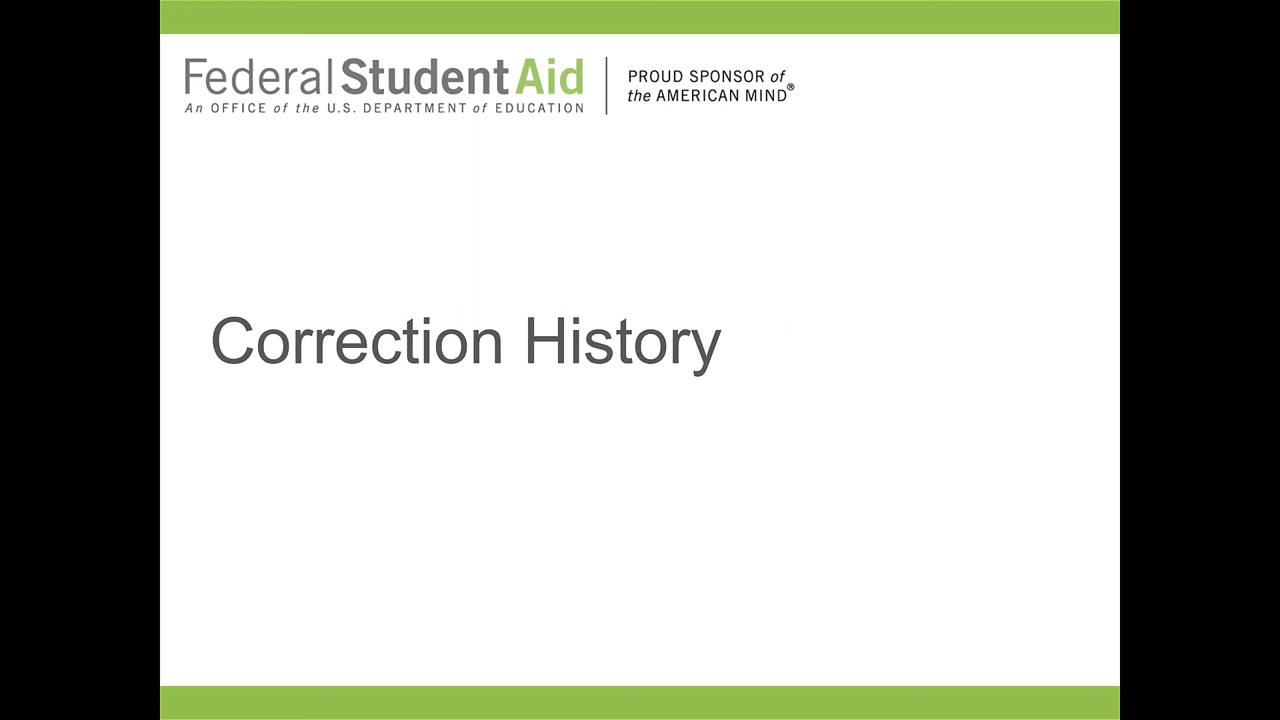 Federal Student Aid
An OFFICE of the U.S. DEPARTMENT of EDUCATION
PROUD SPONSOR of
the AMERICAN MIND®
Correction History